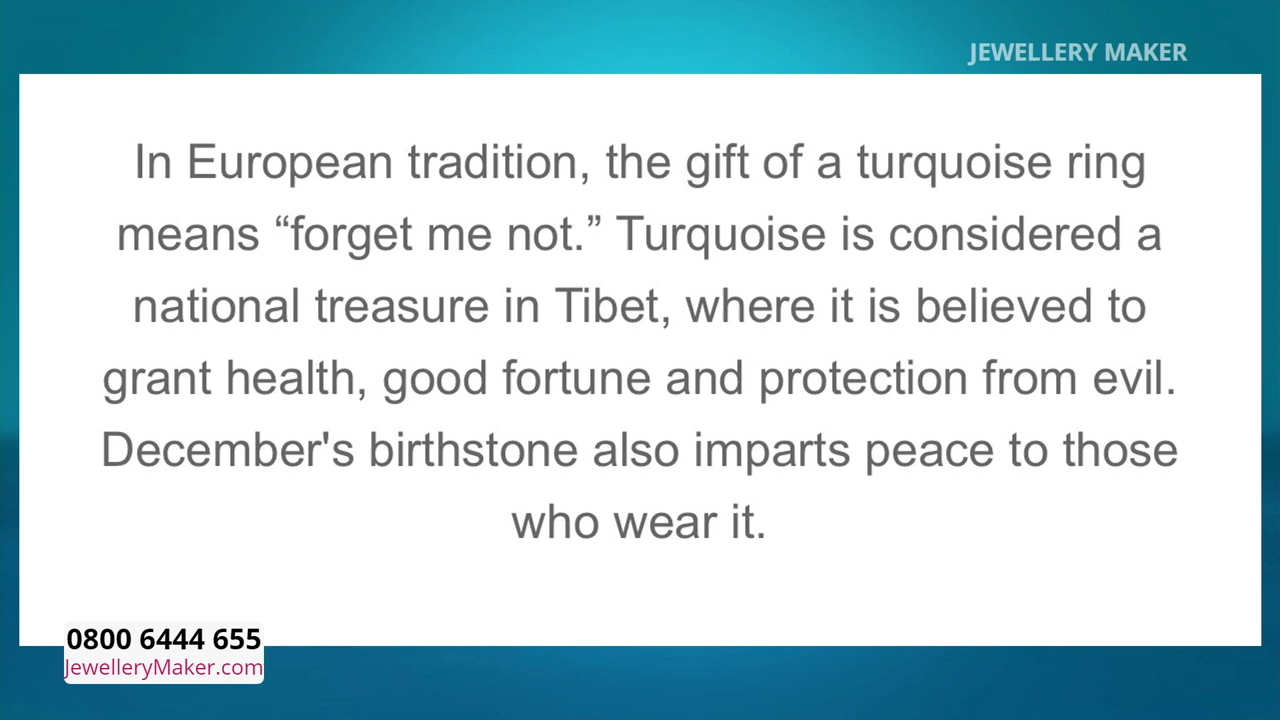 JEWELLERY MAKER
In European tradition, the gift of a turquoise ring
means “forget me not.” Turquoise is considered a
national treasure in Tibet, where it is believed to
grant health, good fortune and protection from evil.
December's birthstone also imparts peace to those
who wear it.
0800 6444 655
JewelleryMaker.com